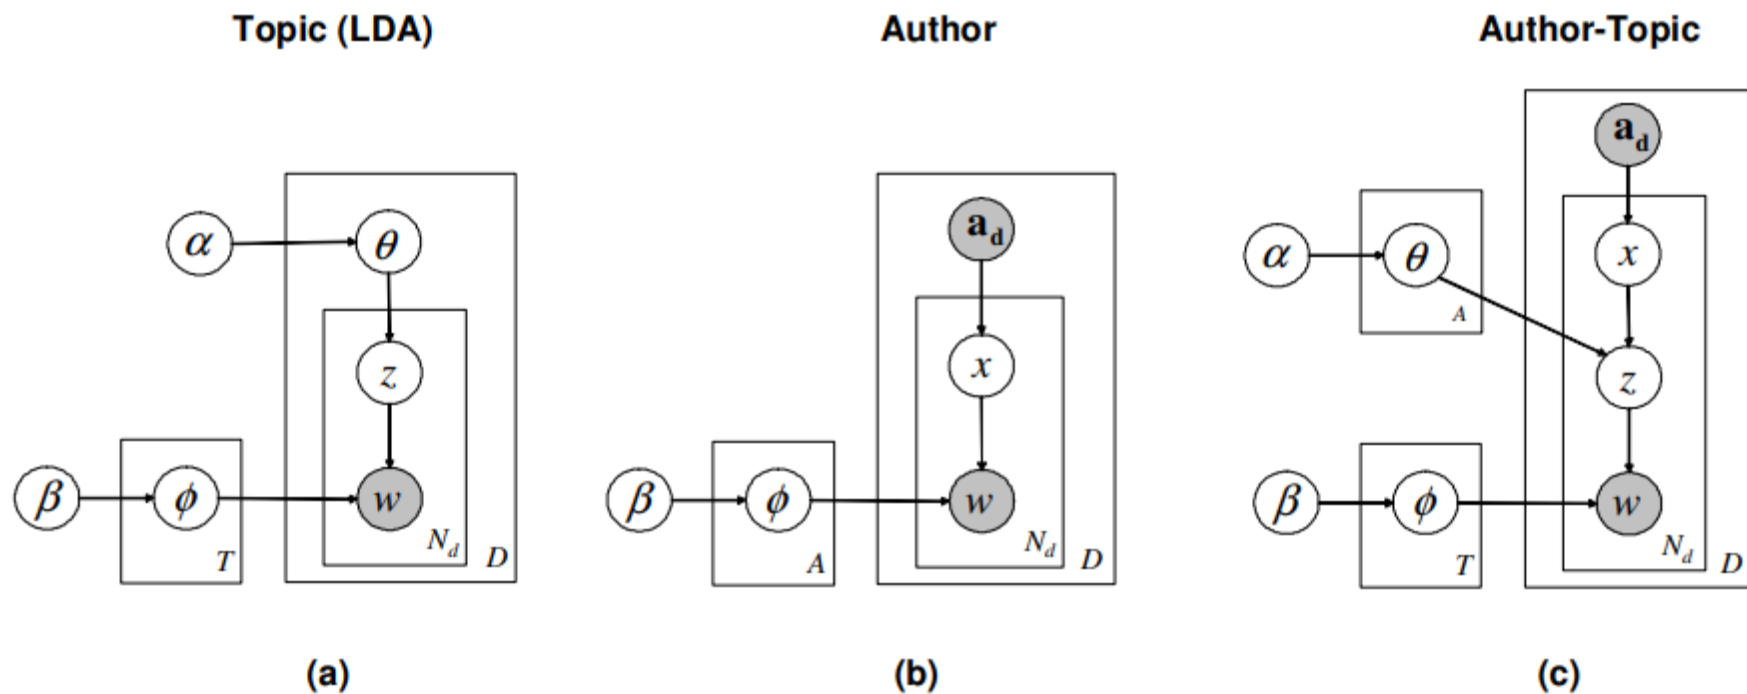 Topic (LDA)
α
θ
z
β
ϕ
w
T
N_d
D
(a)
Author
a_d
x
β
ϕ
w
A
N_d
D
(b)
Author-Topic
a_d
α
θ
x
A
z
β
ϕ
w
T
N_d
D
(c)